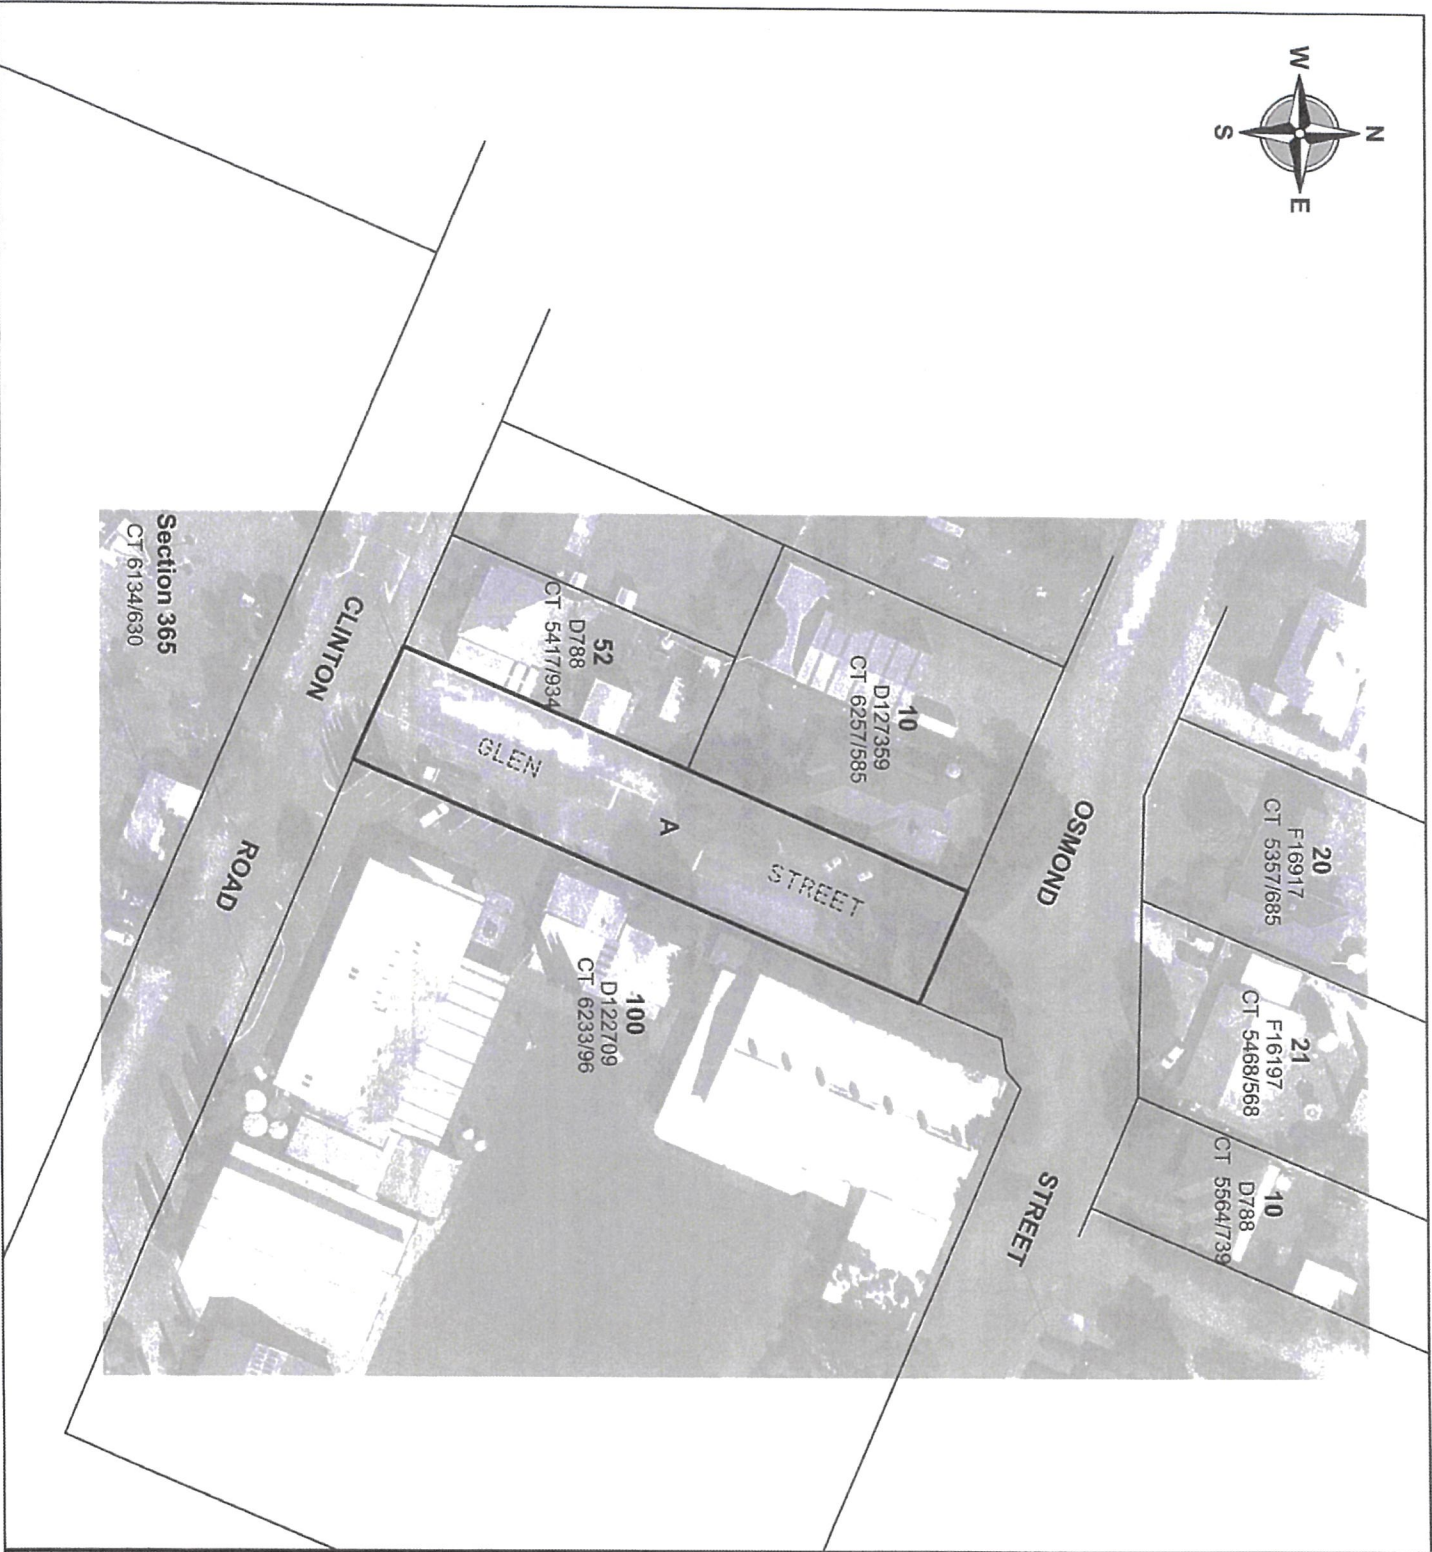 N
W
E
S
20
F16917
CT 5357/685
21
F16197
CT 5468/568
10
D788
CT 5564/739
OSMOND
STREET
10
D127359
CT 6257/585
52
D788
CT 5417/934
GLEN
A
STREET
100
D122709
CT 6233/96
CLINTON
ROAD
Section 365
CT 6134/630